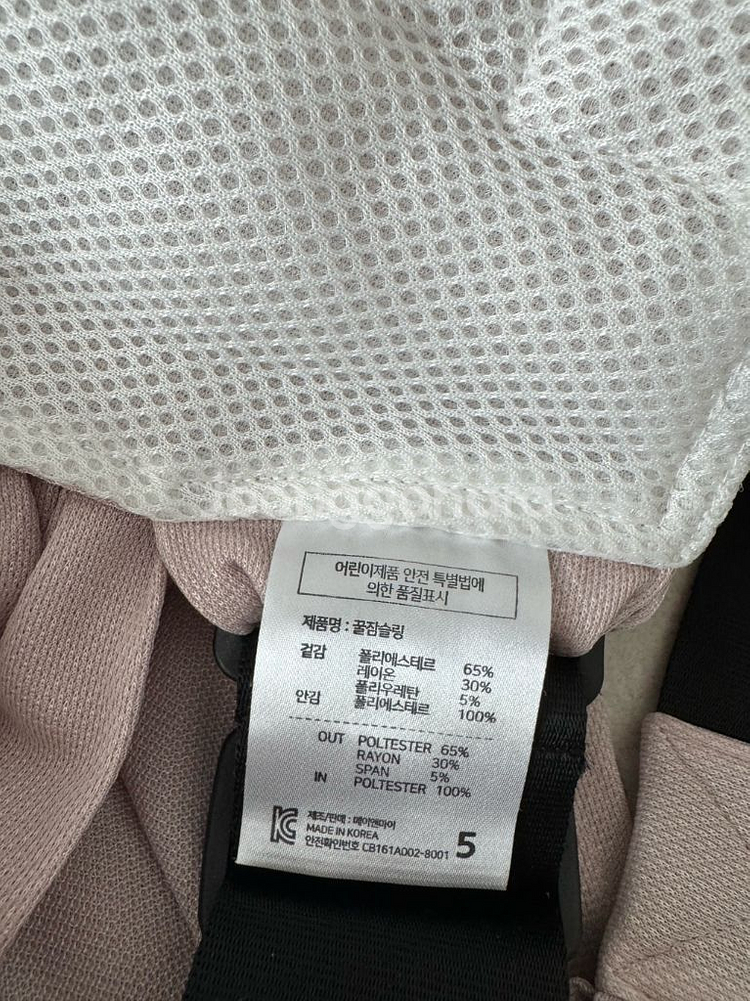 어린이제품 안전 특별법에
의한 품질표시
제품명 : 꿀잠슬링
겉감 폴리에스테르 65%
레이온 30%
폴리우레탄 5%
안감 폴리에스테르 100%
OUT POLTESTER 65%
RAYON 30%
SPAN 5%
IN POLTESTER 100%
제조/판매 : 메이앤마이
MADE IN KOREA
안전확인번호 CB161A002-8001 5